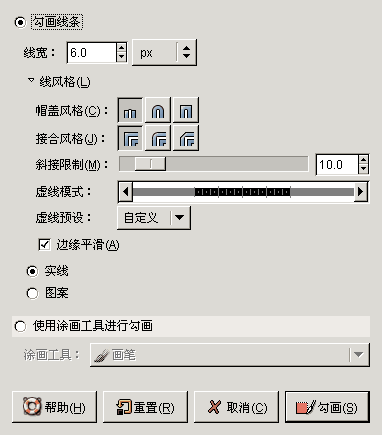 勾画线条
线宽： 6.0 px
线风格(L)
帽盖风格(C)：
接合风格(J)：
斜接限制(M)： 10.0
虚线模式：
虚线预设： 自定义
边缘平滑(A)
实线
图案
使用涂画工具进行勾画
涂画工具： 画笔
帮助(H) 重置(R) 取消(C) 勾画(S)